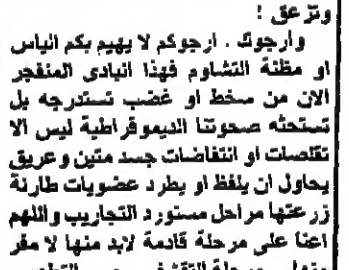 وتزعق !
وارجوك . ارجوكم لا يهيم بكم الياس
او مظنة التشاؤم فهذا البادى المنفجر
الان من سخط او غضب تستدرجه بل
تستحثه صحوتنا الديموقراطية ليس الا
تقلصات او انتفاضات جسد متين وعريق
يحاول ان يلفظ او يطرد عضويات طارئة
زرعتها مراحل مستورد التجاريب واللهم
اعنا على مرحلة قادمة لابد منها لا مفر